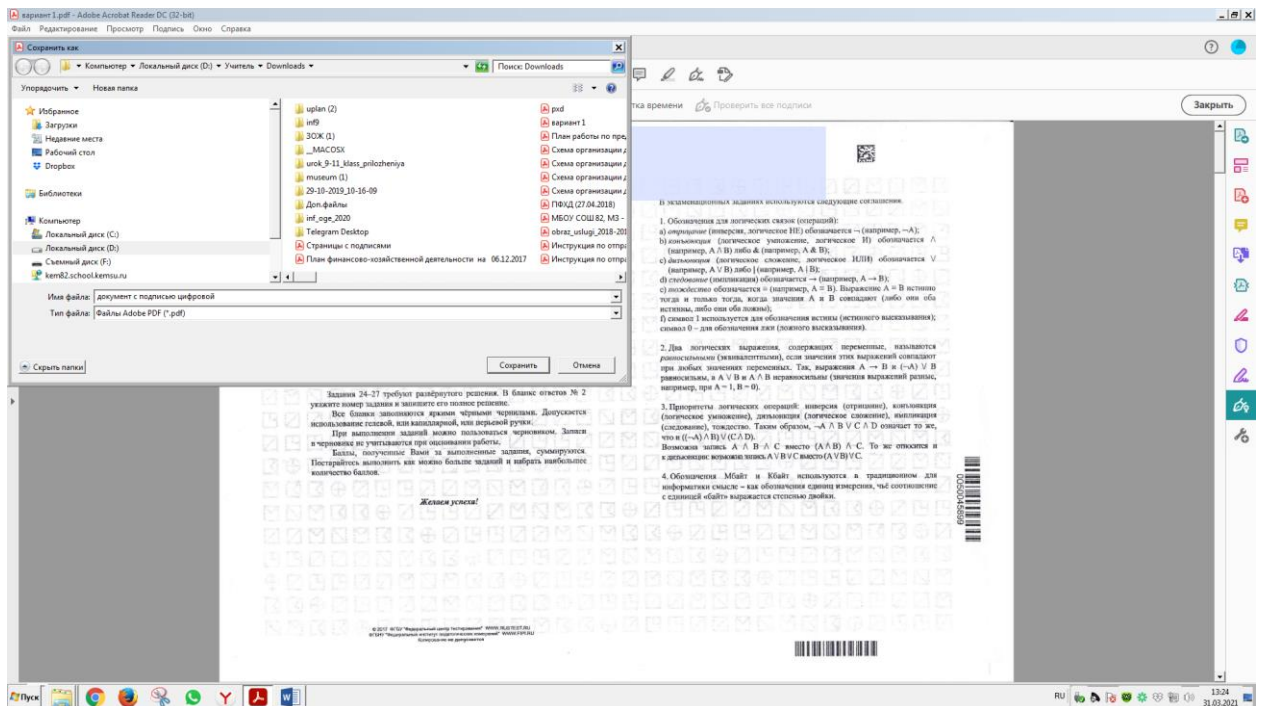 вариант 1.pdf - Adobe Acrobat Reader DC (32-bit)
Файл Редактирование Просмотр Подпись Окно Справка
Сохранить как
Компьютер ▾ Локальный диск (D:) ▾ Учитель ▾ Downloads ▾
Поиск: Downloads
Упорядочить ▾ Новая папка
Избранное
Загрузки
Недавние места
Рабочий стол
Dropbox
Библиотеки
Компьютер
Локальный диск (C:)
Локальный диск (D:)
Съемный диск (F:)
kem82.school.kemsu.ru
uplan (2)
inf9
ЗОЖ (1)
__MACOSX
urok_9-11_klass_prilozheniya
museum (1)
29-10-2019_10-16-09
Доп.файлы
inf_oge_2020
Telegram Desktop
Страницы с подписями
План финансово-хозяйственной деятельности на 06.12.2017
pxd
вариант 1
План работы по пре
Схема организации д
Схема организации д
Схема организации д
ПФХД (27.04.2018)
МБОУ СОШ 82, МЗ -
obraz_uslugi_2018-201
Инструкция по отпра
Инструкция по отпра
Имя файла: документ с подписью цифровой
Тип файла: Файлы Adobe PDF (*.pdf)
Скрыть папки
Сохранить Отмена
тка времени Проверить все подписи
Закрыть
Задания 24–27 требуют развёрнутого решения. В бланке ответов № 2
укажите номер задания и запишите его полное решение.
Все бланки заполняются яркими чёрными чернилами. Допускается
использование гелевой, или капиллярной, или перьевой ручки.
При выполнении заданий можно пользоваться черновиком. Записи
в черновике не учитываются при оценивании работы.
Баллы, полученные Вами за выполненные задания, суммируются.
Постарайтесь выполнить как можно больше заданий и набрать наибольшее
количество баллов.
Желаем успеха!
В экзаменационных заданиях используются следующие соглашения.
1. Обозначения для логических связок (операций):
a) отрицание (инверсия, логическое НЕ) обозначается ¬ (например, ¬A);
b) конъюнкция (логическое умножение, логическое И) обозначается /\
(например, A /\ B) либо & (например, A & B);
c) дизъюнкция (логическое сложение, логическое ИЛИ) обозначается \/
(например, A \/ B) либо | (например, A | B);
d) следование (импликация) обозначается → (например, A → B);
e) тождество обозначается ≡ (например, A ≡ B). Выражение A ≡ B истинно
тогда и только тогда, когда значения A и B совпадают (либо они оба
истинны, либо они оба ложны);
f) символ 1 используется для обозначения истины (истинного высказывания);
символ 0 – для обозначения лжи (ложного высказывания).
2. Два логических выражения, содержащих переменные, называются
равносильными (эквивалентными), если значения этих выражений совпадают
при любых значениях переменных. Так, выражения A → B и (¬A) \/ B
равносильны, а A \/ B и A /\ B неравносильны (значения выражений разные,
например, при A = 1, B = 0).
3. Приоритеты логических операций: инверсия (отрицание), конъюнкция
(логическое умножение), дизъюнкция (логическое сложение), импликация
(следование), тождество. Таким образом, ¬A /\ B \/ C /\ D означает то же,
что и ((¬A) /\ B) \/ (C /\ D).
Возможна запись A /\ B /\ C вместо (A /\ B) /\ C. То же относится и
к дизъюнкции: возможна запись A \/ B \/ C вместо (A \/ B) \/ C.
4. Обозначения Мбайт и Кбайт используются в традиционном для
информатики смысле – как обозначения единиц измерения, чьё соотношение
с единицей «байт» выражается степенью двойки.
0050045899
Пуск
RU
13:24
31.03.2021